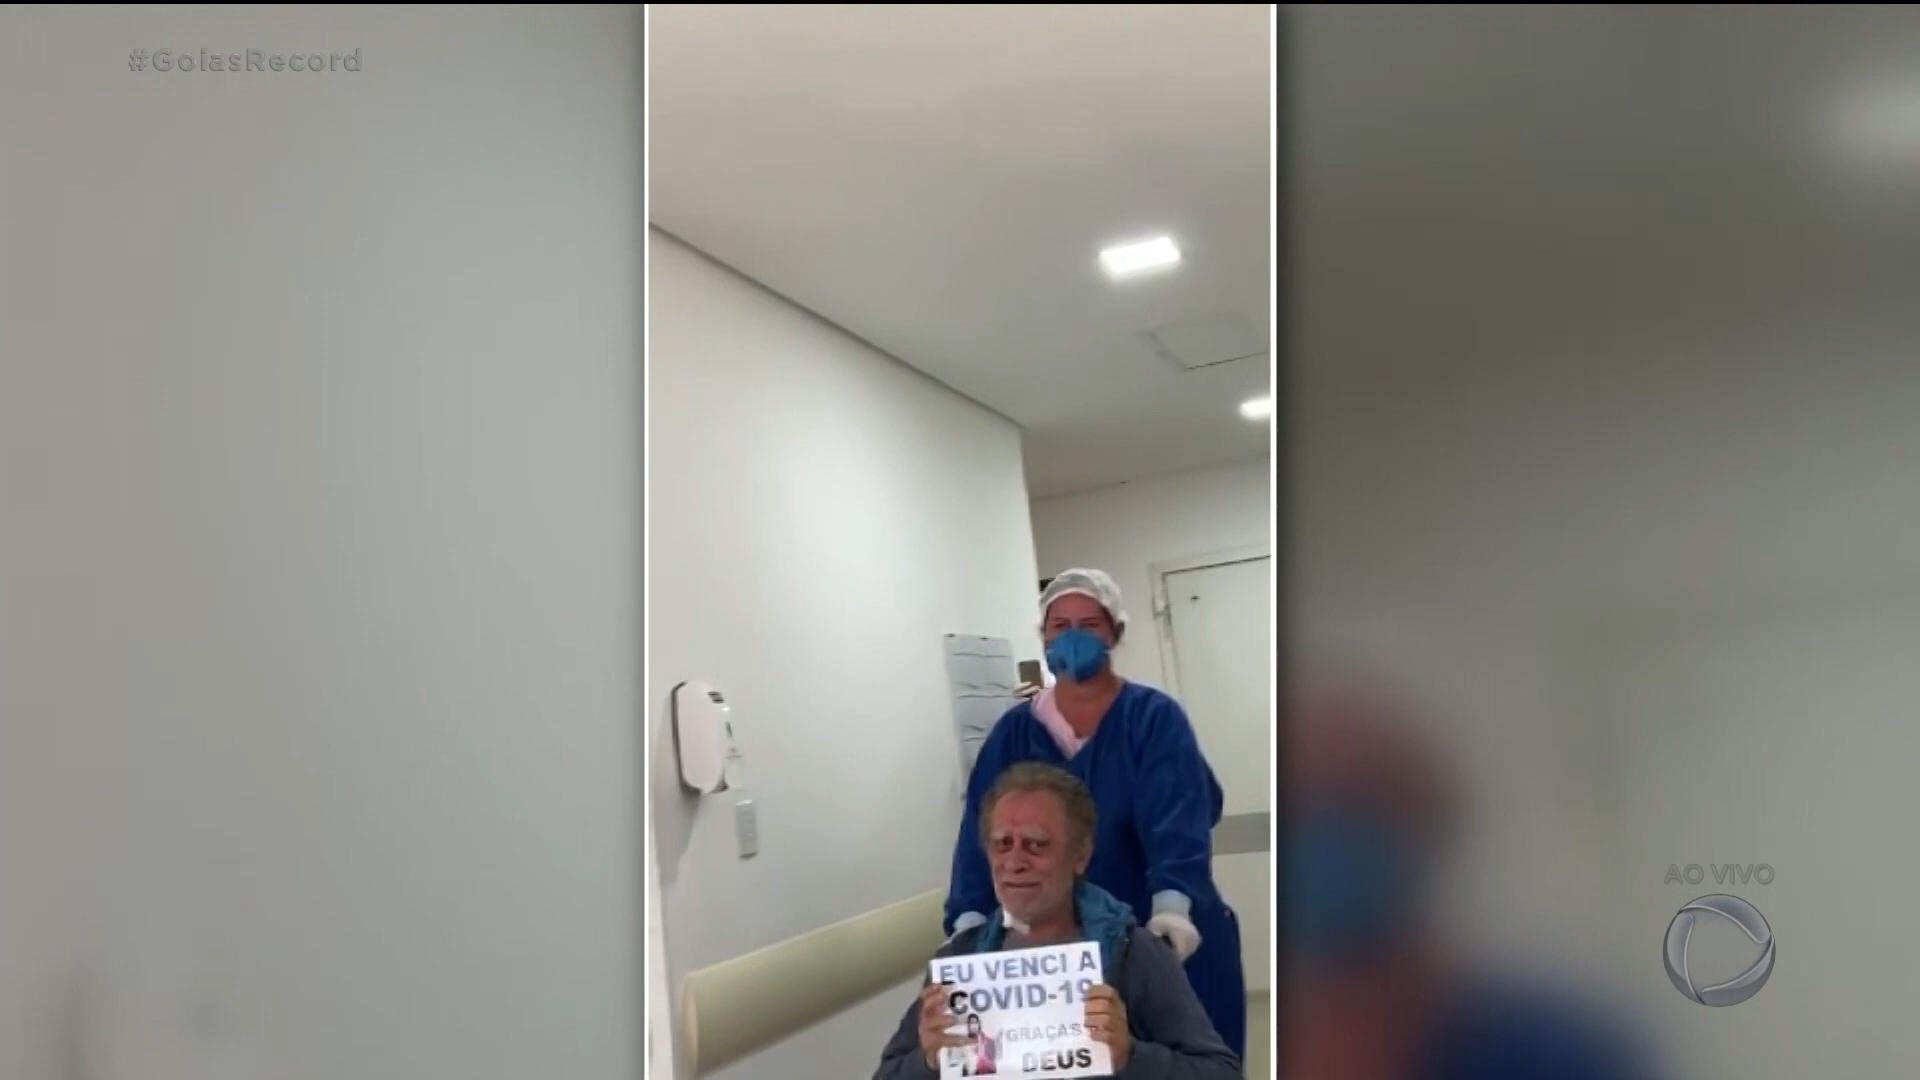 #GoiasRecord
EU VENCI A
COVID-19
GRAÇAS A
DEUS
AO VIVO